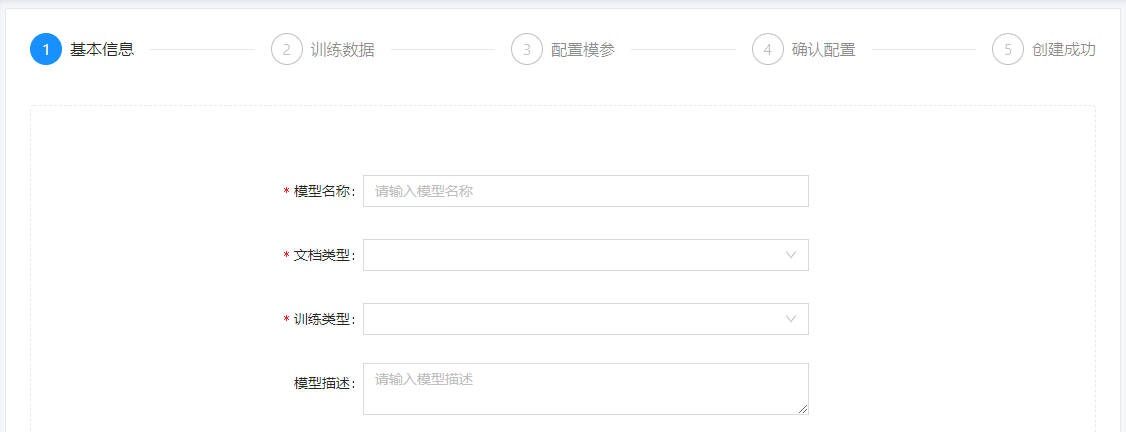 1 基本信息 2 训练数据 3 配置模参 4 确认配置 5 创建成功
* 模型名称: 请输入模型名称
* 文档类型:
* 训练类型:
模型描述: 请输入模型描述